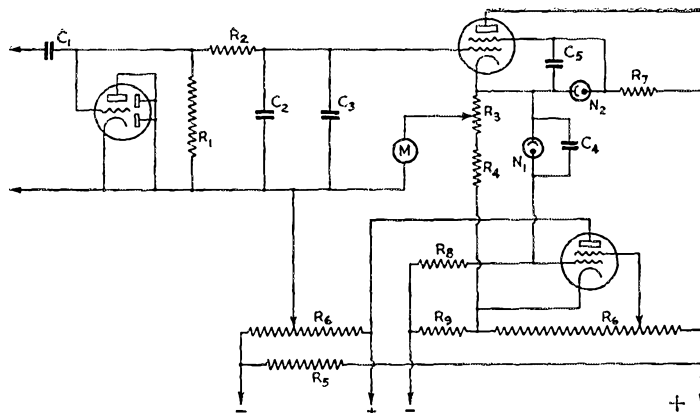 C1
R2
C5
R7
N2
R1
C2
C3
R3
M
N1
C4
R4
R8
R6
R9
R6
R5
-
+
-
+